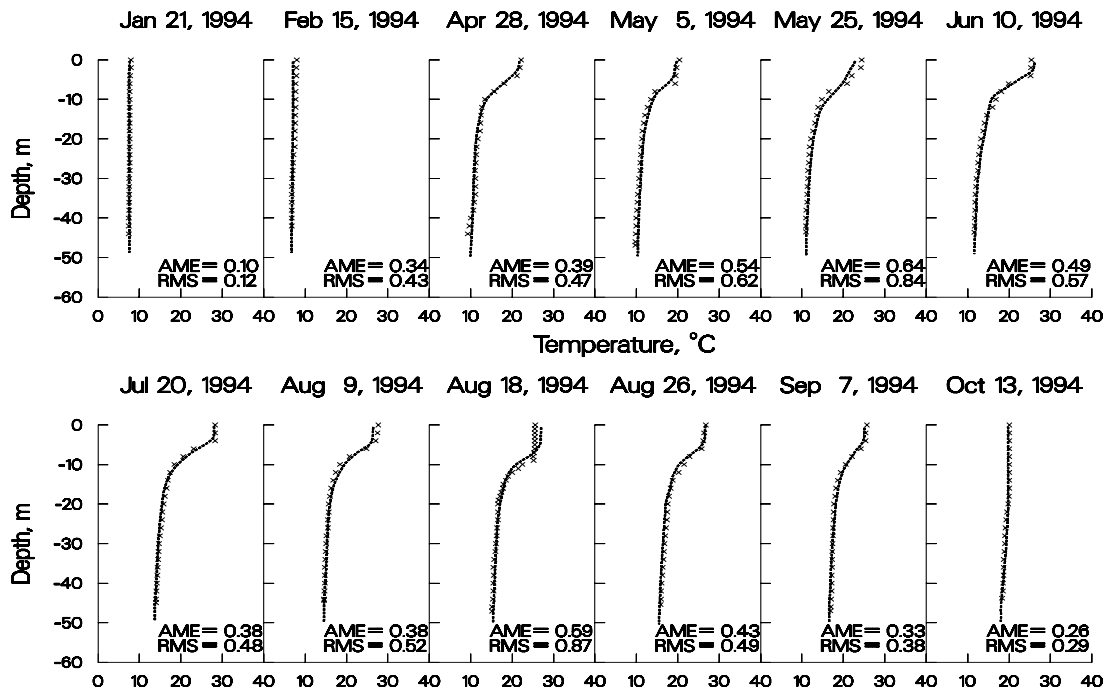 Jan 21, 1994 Feb 15, 1994 Apr 28, 1994 May 5, 1994 May 25, 1994 Jun 10, 1994
0
-10
-20
-30
-40
-50
-60
Depth, m
AME= 0.10 AME= 0.34 AME= 0.39 AME= 0.54 AME= 0.64 AME= 0.49
RMS = 0.12 RMS = 0.43 RMS = 0.47 RMS = 0.62 RMS = 0.84 RMS = 0.57
0 10 20 30 40 10 20 30 40 10 20 30 40 10 20 30 40 10 20 30 40 10 20 30 40
Temperature, °C
Jul 20, 1994 Aug 9, 1994 Aug 18, 1994 Aug 26, 1994 Sep 7, 1994 Oct 13, 1994
0
-10
-20
-30
-40
-50
-60
Depth, m
AME= 0.38 AME= 0.38 AME= 0.59 AME= 0.43 AME= 0.33 AME= 0.26
RMS = 0.48 RMS = 0.52 RMS = 0.87 RMS = 0.49 RMS = 0.38 RMS = 0.29
0 10 20 30 40 10 20 30 40 10 20 30 40 10 20 30 40 10 20 30 40 10 20 30 40